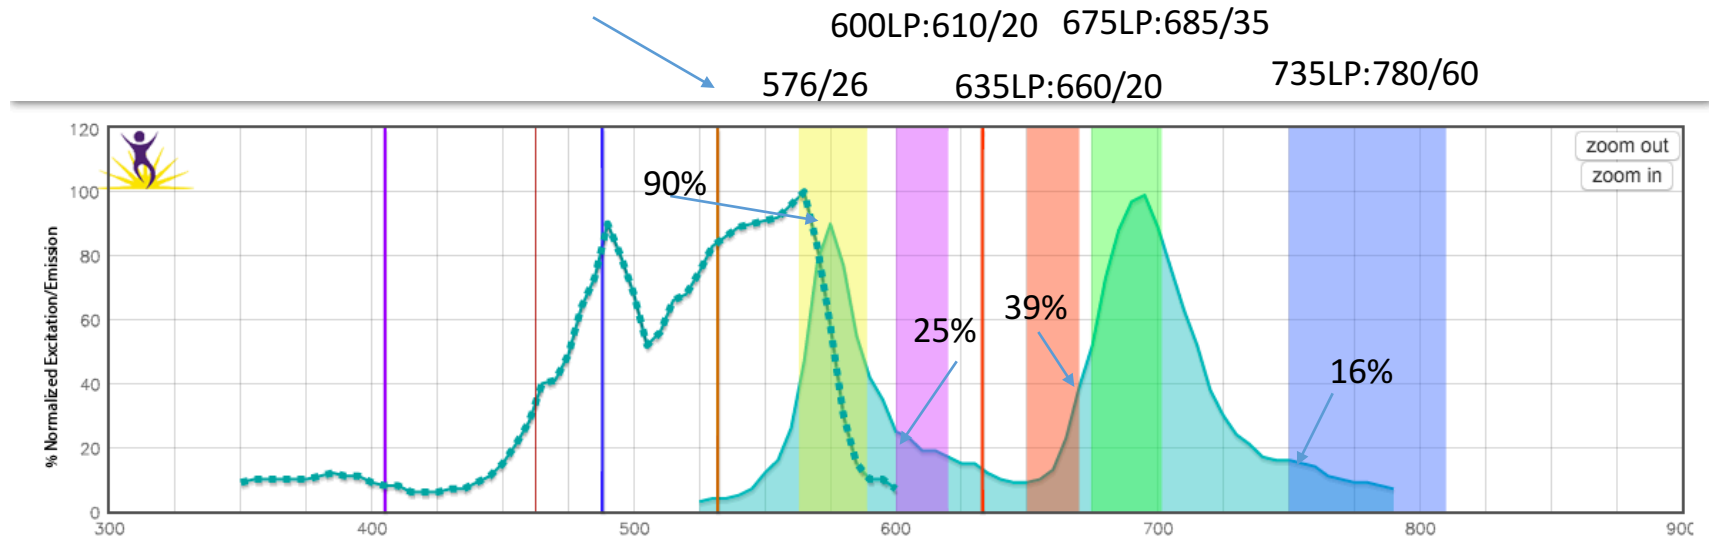 600LP:610/20 675LP:685/35
576/26 635LP:660/20 735LP:780/60
% Normalized Excitation/Emission
120
100
80
60
40
20
0
90%
25%
39%
16%
zoom out
zoom in
300 400 500 600 700 800 900